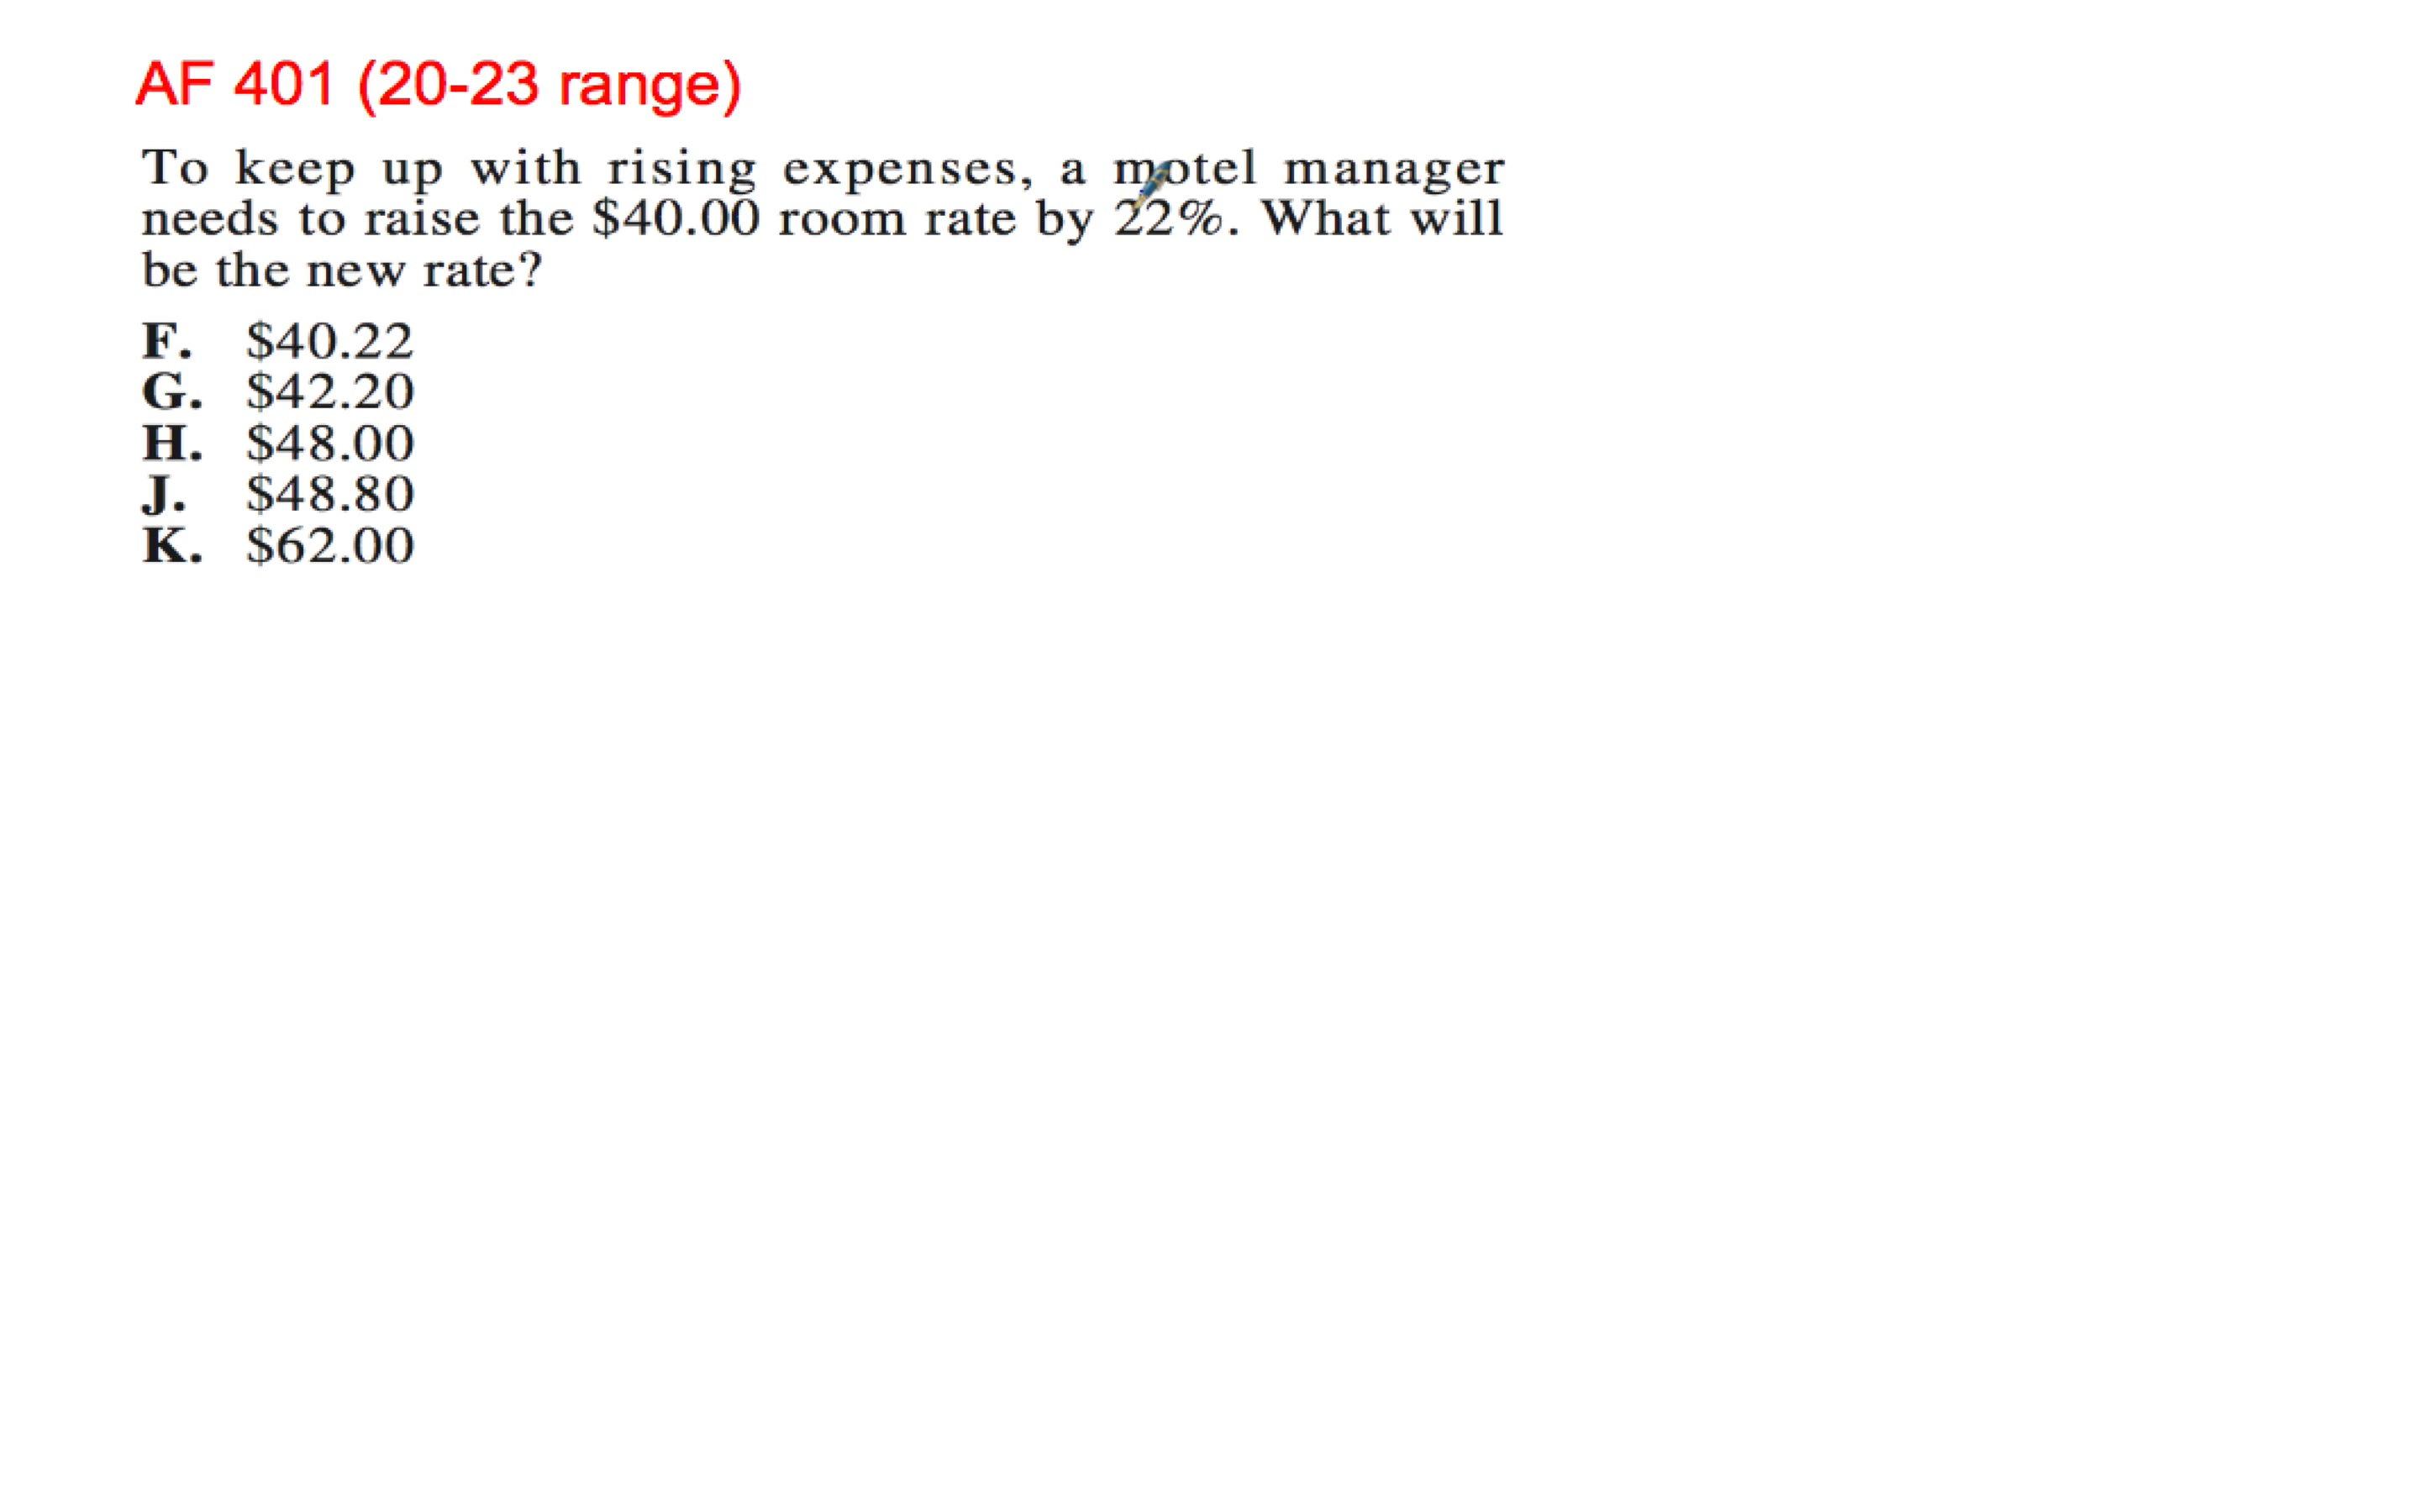 AF 401 (20-23 range)
To keep up with rising expenses, a motel manager
needs to raise the $40.00 room rate by 22%. What will
be the new rate?
F. $40.22
G. $42.20
H. $48.00
J. $48.80
K. $62.00